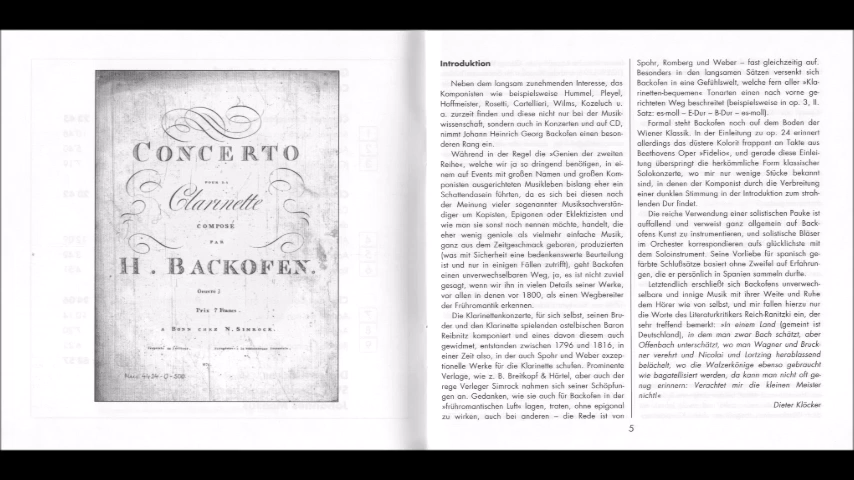 CONCERTO
POUR LA
Clarinette
COMPOSÉ
PAR
H. BACKOFEN.
Oeuvre 2
Prix 7 Francs
A BONN CHEZ N. SIMROCK.
Introduktion
Neben dem langsam zunehmenden Interesse, das
Komponisten wie beispielsweise Hummel, Pleyel,
Hoffmeister, Rosetti, Cartellieri, Wilms, Kozeluch u.
a. zurzeit finden und diese nicht nur bei der Musik-
wissenschaft, sondern auch in Konzerten und auf CD,
nimmt Johann Heinrich Georg Backofen einen beson-
deren Rang ein.
Während in der Regel die »Genien der zweiten
Reihe«, welche wir ja so dringend benötigen, in ei-
nem auf Events mit großen Namen und großen Kom-
ponisten ausgerichteten Musikleben bislang eher ein
Schattendasein führten, da es sich bei diesen noch
der Meinung vieler sogenannter Musiksachverständi-
ger um Kopisten, Epigonen oder Eklektizisten und
wie man sie sonst noch nennen möchte, handelt, die
eher wenig geniale als vielmehr einfache Musik,
ganz aus dem Zeitgeschmack geboren, produzierten
(was mit Sicherheit eine bedenkenswerte Beurteilung
ist und nur in einigen Fällen zutrifft), geht Backofen
einen unverwechselbaren Weg, ja, es ist nicht zuviel
gesagt, wenn wir ihn in vielen Details seiner Werke,
vor allen in denen vor 1800, als einen Wegbereiter
der Frühromantik erkennen.
Die Klarinettenkonzerte, für sich selbst, seinen Bru-
der und den Klarinette spielenden ostelbischen Baron
Reibnitz komponiert und eines davon diesem auch
gewidmet, entstanden zwischen 1796 und 1816, in
einer Zeit also, in der auch Spohr und Weber exzep-
tionelle Werke für die Klarinette schufen. Prominente
Verlage, wie z. B. Breitkopf & Härtel, aber auch der
rege Verleger Simrock nahmen sich seiner Schöpfun-
gen an. Gedanken, wie sie auch für Backofen in der
»frühromantischen Luft« lagen, traten, ohne epigonal
zu wirken, auch bei anderen – die Rede ist von
Spohr, Romberg und Weber – fast gleichzeitig auf.
Besonders in den langsamen Sätzen versenkt sich
Backofen in eine Gefühlswelt, welche fern aller »Kla-
rinetten-bequemen« Tonarten einen nach vorne ge-
richteten Weg beschreitet (beispielsweise in op. 3, II.
Satz: es-moll – E-Dur – B-Dur – es-moll).
Formal steht Backofen noch auf dem Boden der
Wiener Klassik. In der Einleitung zu op. 24 erinnert
allerdings das düstere Kolorit frappant an Takte aus
Beethovens Oper »Fidelio«, und gerade diese Einlei-
tung überspringt die herkömmliche Form klassischer
Solokonzerte, wo mir nur wenige Stücke bekannt
sind, in denen der Komponist durch die Verbreitung
einer dunklen Stimmung in der Introduktion zum strah-
lenden Dur findet.
Die reiche Verwendung einer solistischen Pauke ist
auffallend und verweist ganz allgemein auf Back-
ofens Kunst zu instrumentieren, und solistische Bläser
im Orchester korrespondieren aufs glücklichste mit
dem Soloinstrument. Seine Vorliebe für spanisch ge-
färbte Schlußsätze basiert ohne Zweifel auf Erfahrun-
gen, die er persönlich in Spanien sammeln durfte.
Letztendlich erschließt sich Backofens unverwech-
selbare und innige Musik mit ihrer Weite und Ruhe
dem Hörer wie von selbst, und mir fallen hierzu nur
die Worte des Literaturkritikers Reich-Ranitzki ein, der
sehr treffend bemerkt: »In einem Land (gemeint ist
Deutschland), in dem man zwar Bach schätzt, aber
Offenbach unterschätzt, wo man Wagner und Bruck-
ner verehrt und Nicolai und Lortzing herablassend
belächelt, wo die Walzerkönige ebenso gebraucht
wie bagatellisiert werden, da kann man nicht oft ge-
nug erinnern: Verachtet mir die kleinen Meister
nicht!«
Dieter Klöcker
5